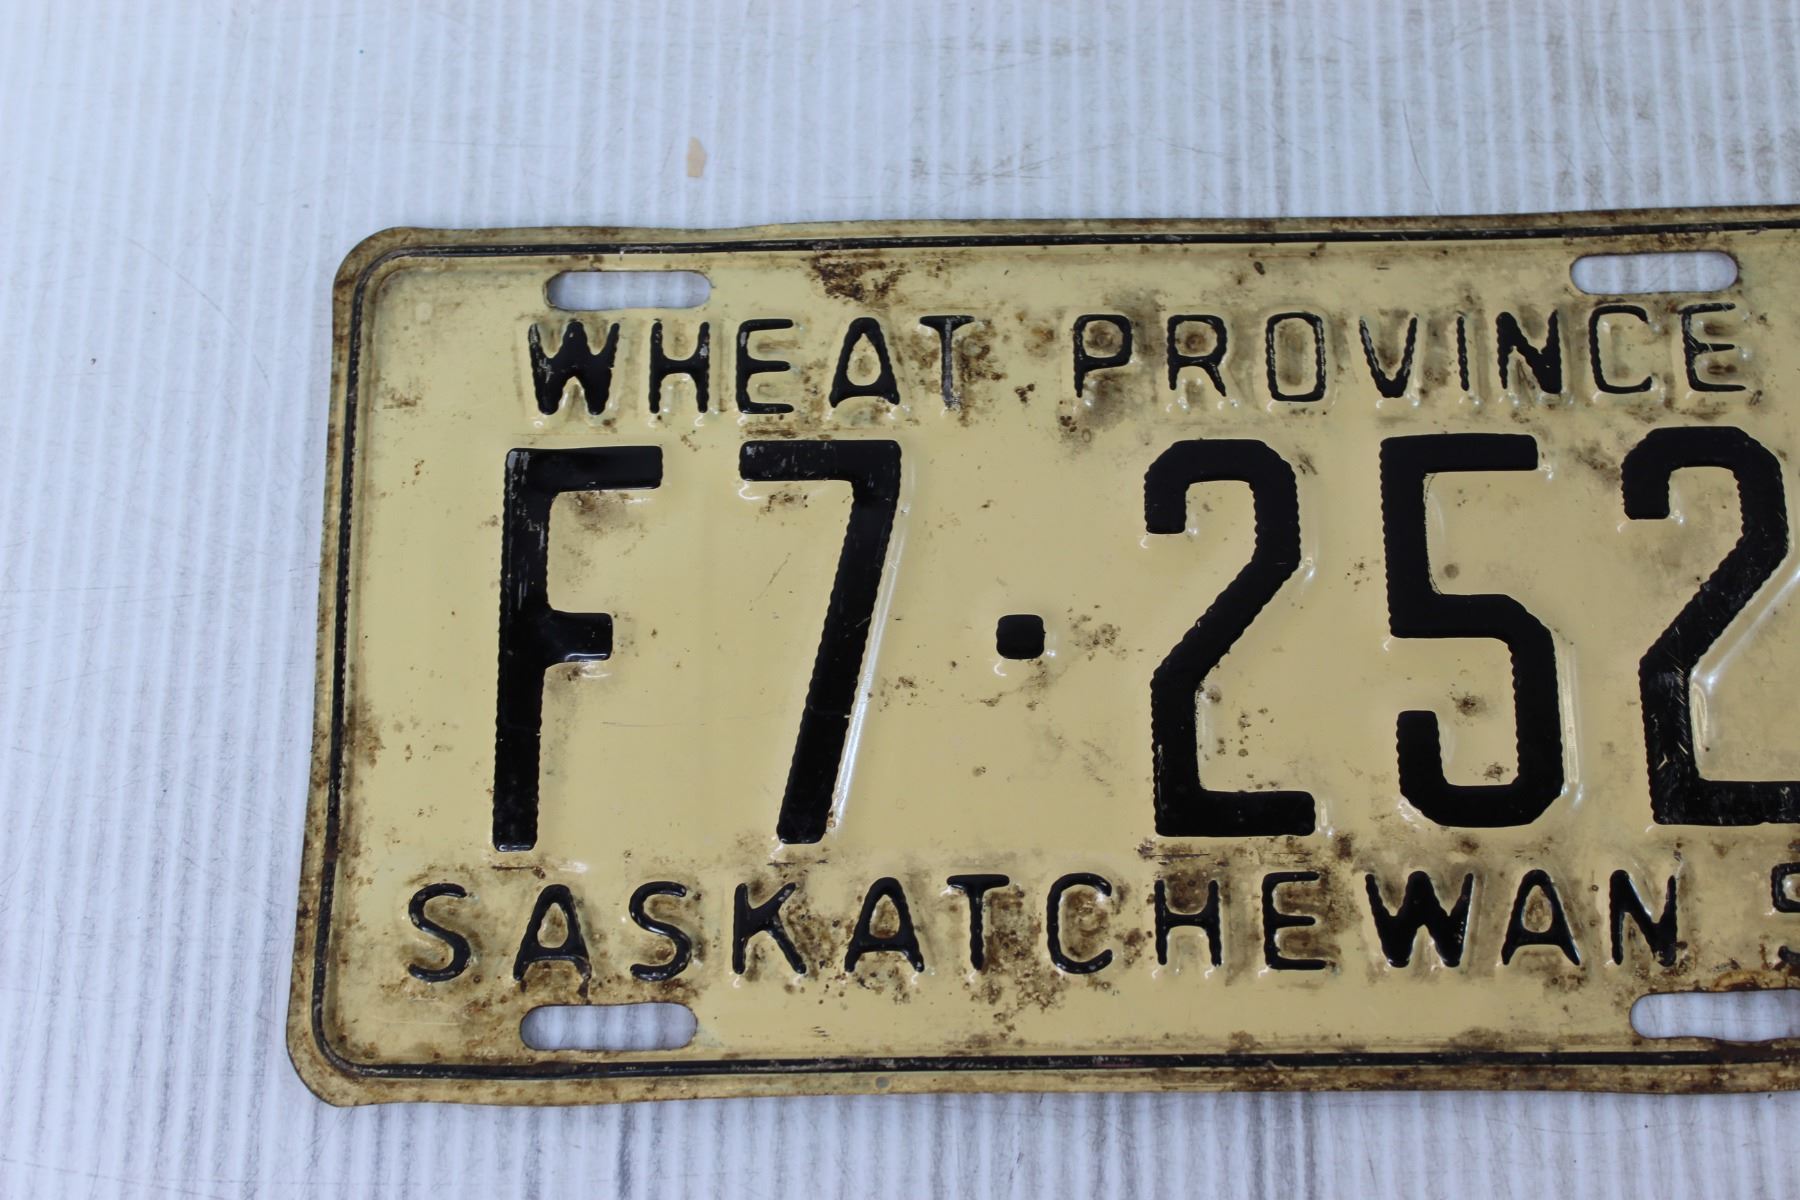 WHEAT PROVINCE
F7·252
SASKATCHEWAN